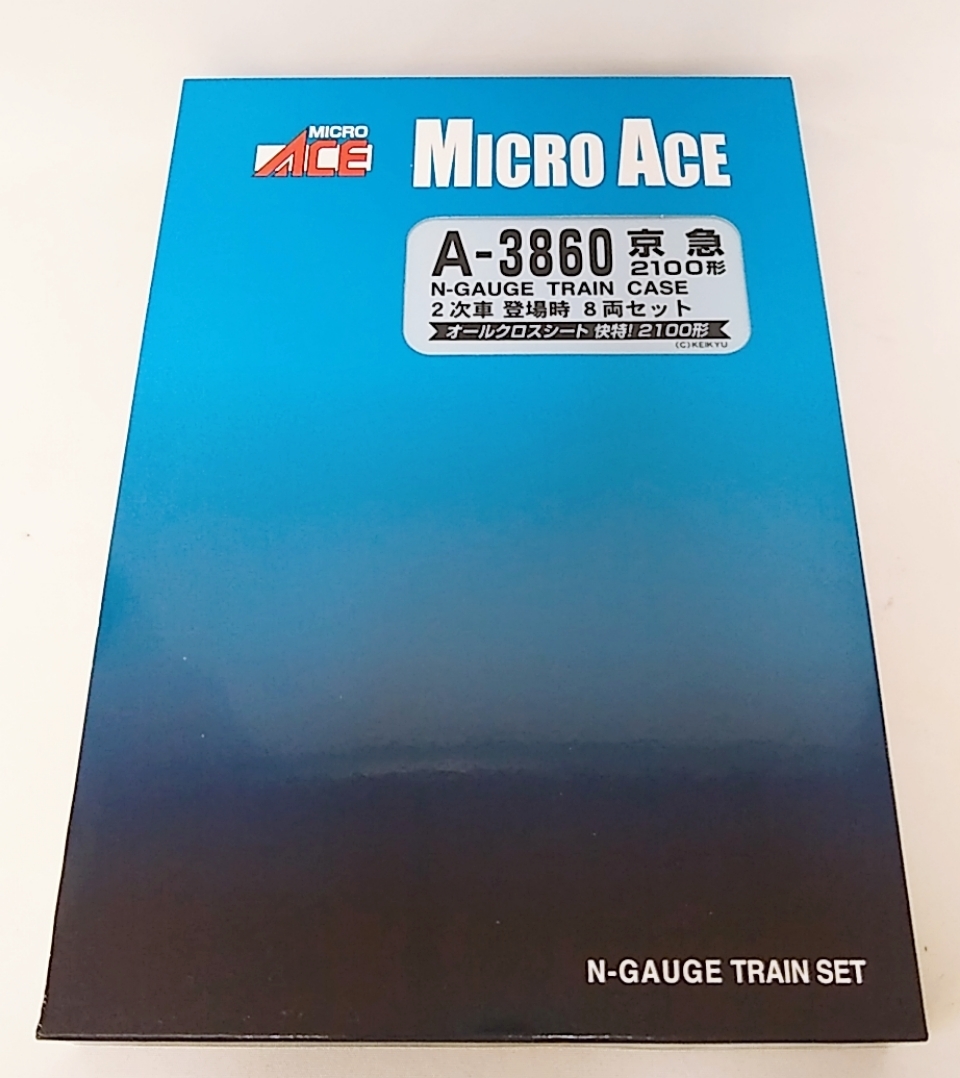 MICRO
ACE
MICRO ACE
A-3860 京急
2100形
N-GAUGE TRAIN CASE
2次車 登場時 8両セット
オールクロスシート 快特! 2100形
(C)KEIKYU
N-GAUGE TRAIN SET